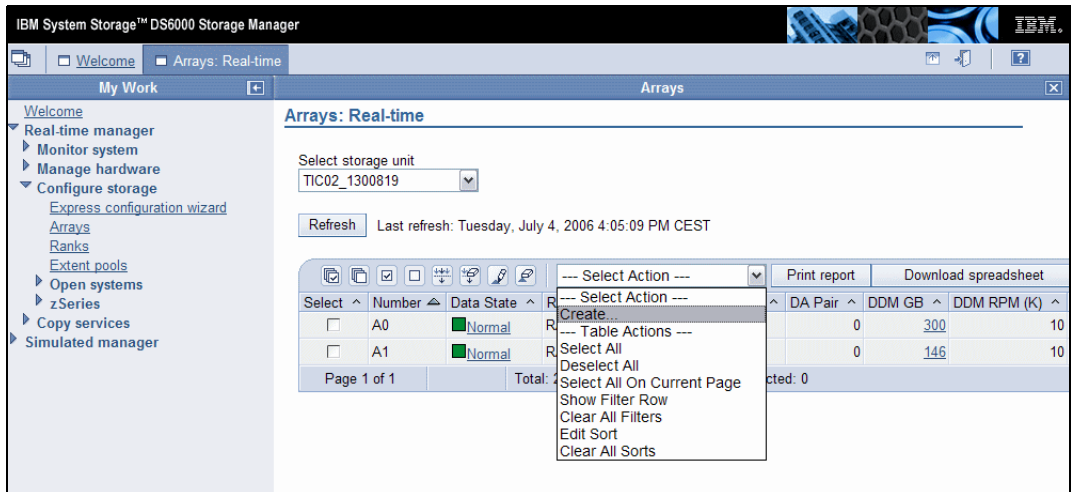 IBM System Storage™ DS6000 Storage Manager
IBM.
Welcome
Arrays: Real-time
?
My Work
Arrays
Welcome
Real-time manager
Monitor system
Manage hardware
Configure storage
Express configuration wizard
Arrays
Ranks
Extent pools
Open systems
zSeries
Copy services
Simulated manager
Arrays: Real-time
Select storage unit
TIC02_1300819
Refresh Last refresh: Tuesday, July 4, 2006 4:05:09 PM CEST
--- Select Action --- Print report Download spreadsheet
Select Number Data State DA Pair DDM GB DDM RPM (K)
A0 Normal 0 300 10
A1 Normal 0 146 10
Page 1 of 1 Total:
--- Select Action ---
Create...
--- Table Actions ---
Select All
Deselect All
Select All On Current Page
Show Filter Row
Clear All Filters
Edit Sort
Clear All Sorts
cted: 0